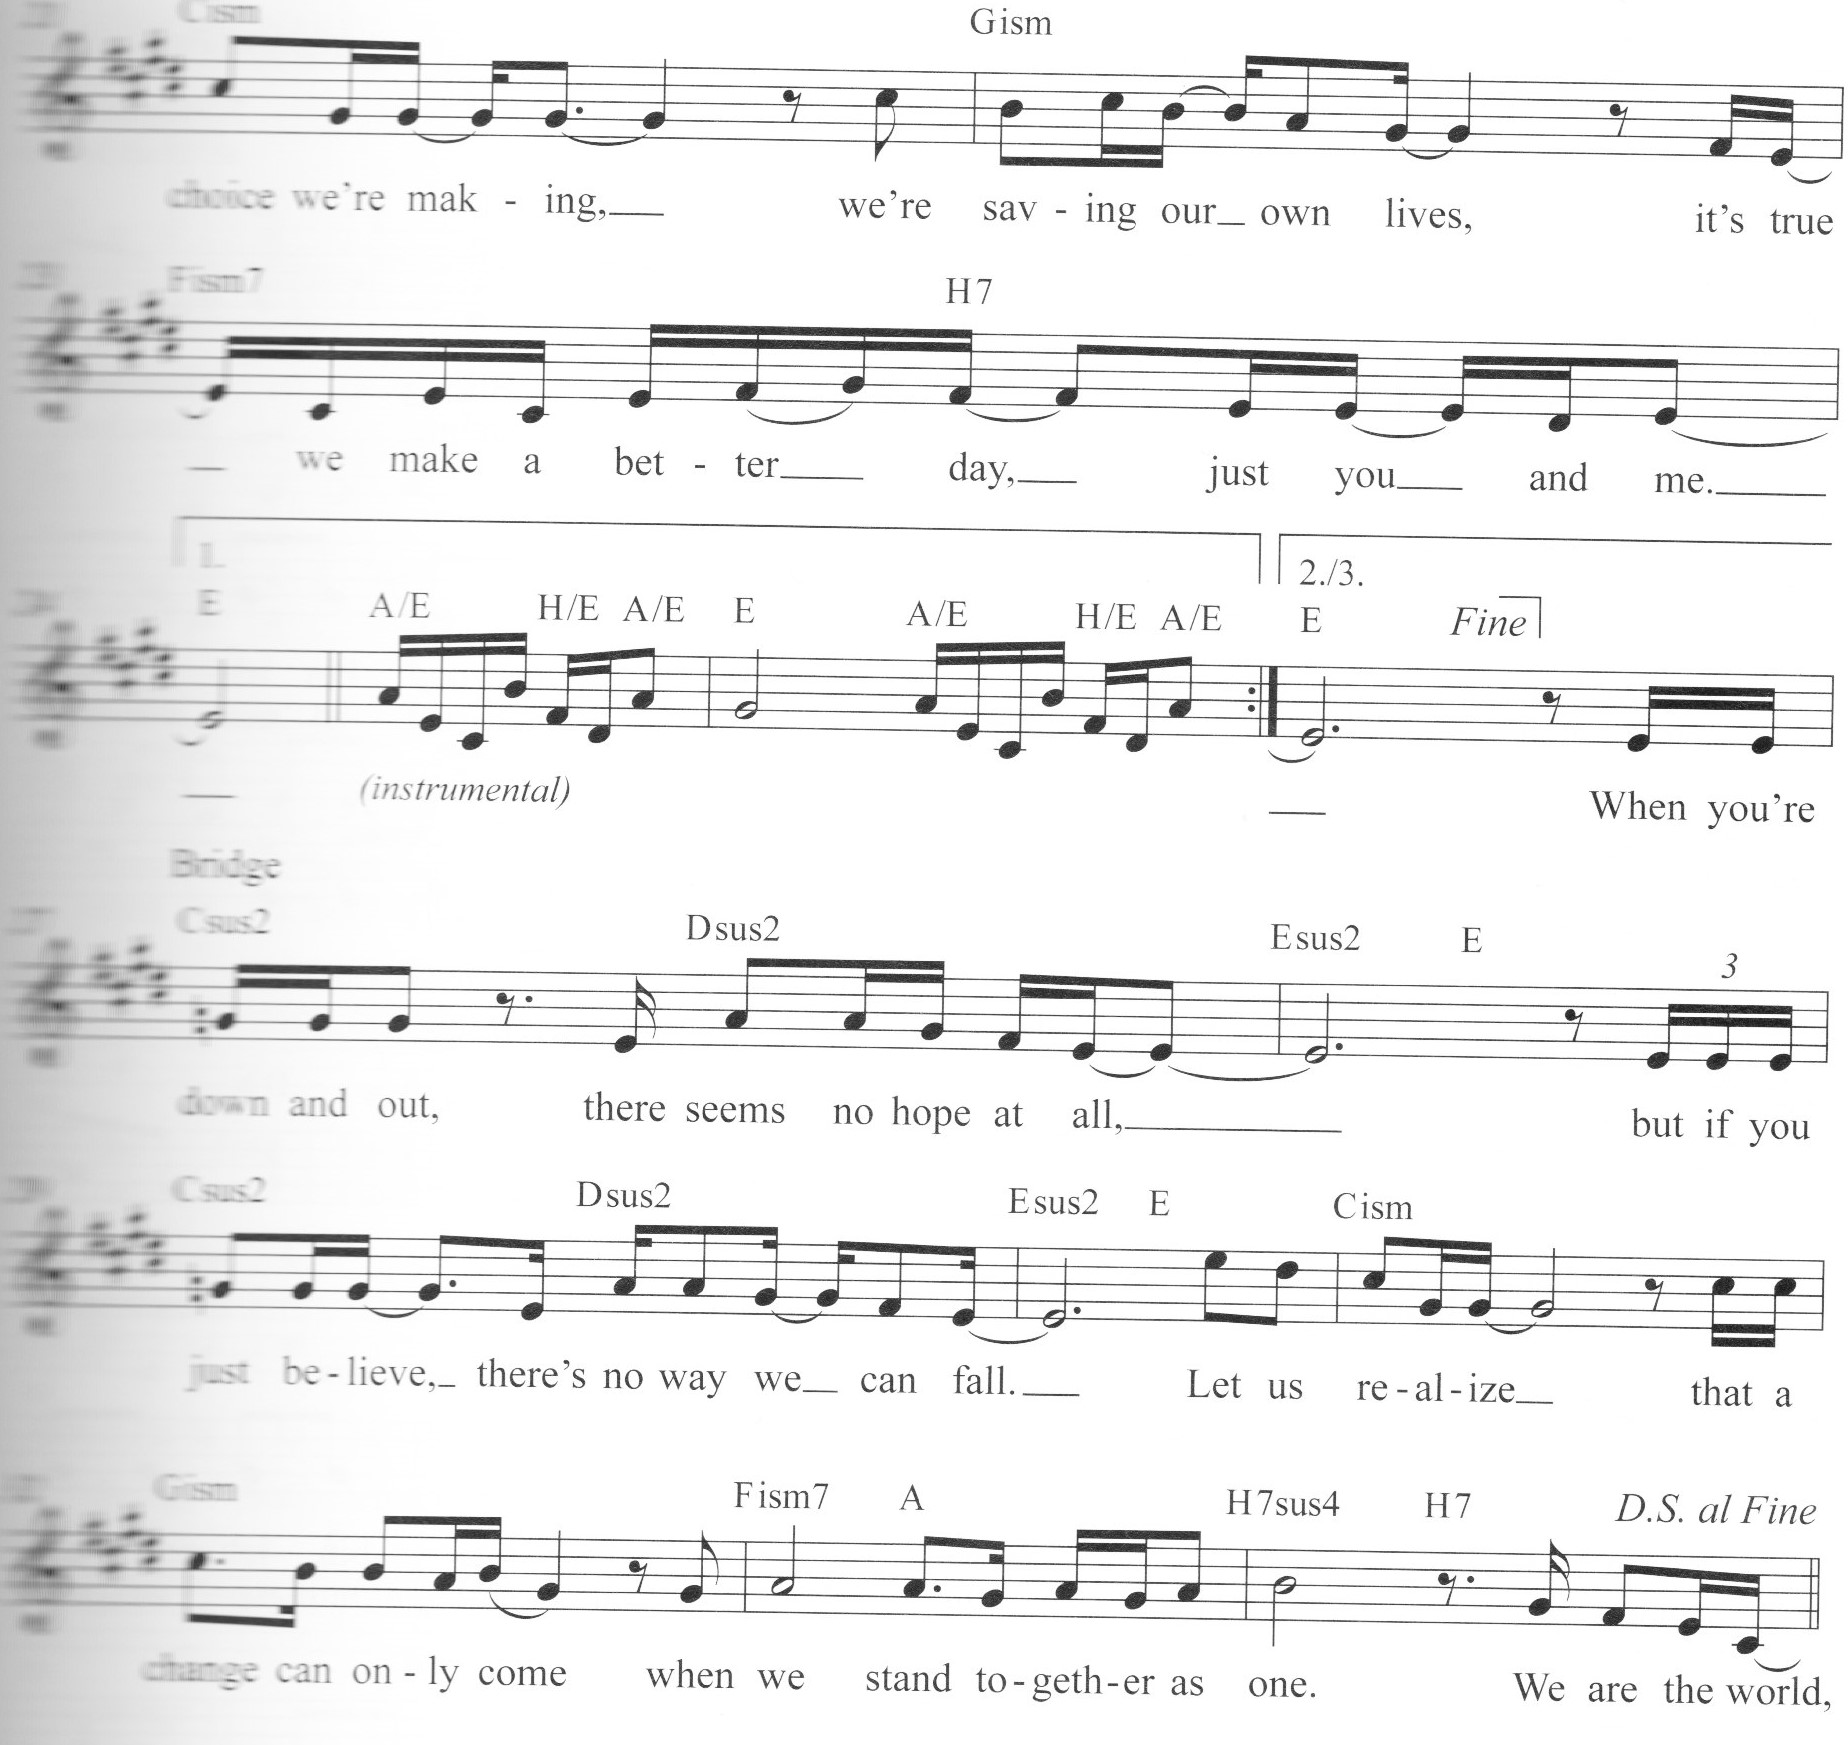 Cism Gism
choice we're mak - ing, we're sav - ing our own lives, it's true
Fism7 H7
we make a bet - ter day, just you and me.
1. 2./3.
E A/E H/E A/E E A/E H/E A/E E Fine
(instrumental) When you're
Bridge
Csus2 Dsus2 Esus2 E 3
down and out, there seems no hope at all, but if you
Csus2 Dsus2 Esus2 E Cism
just be - lieve, there's no way we can fall. Let us re - al - ize that a
Gism Fism7 A H7sus4 H7 D.S. al Fine
change can on - ly come when we stand to - geth - er as one. We are the world,